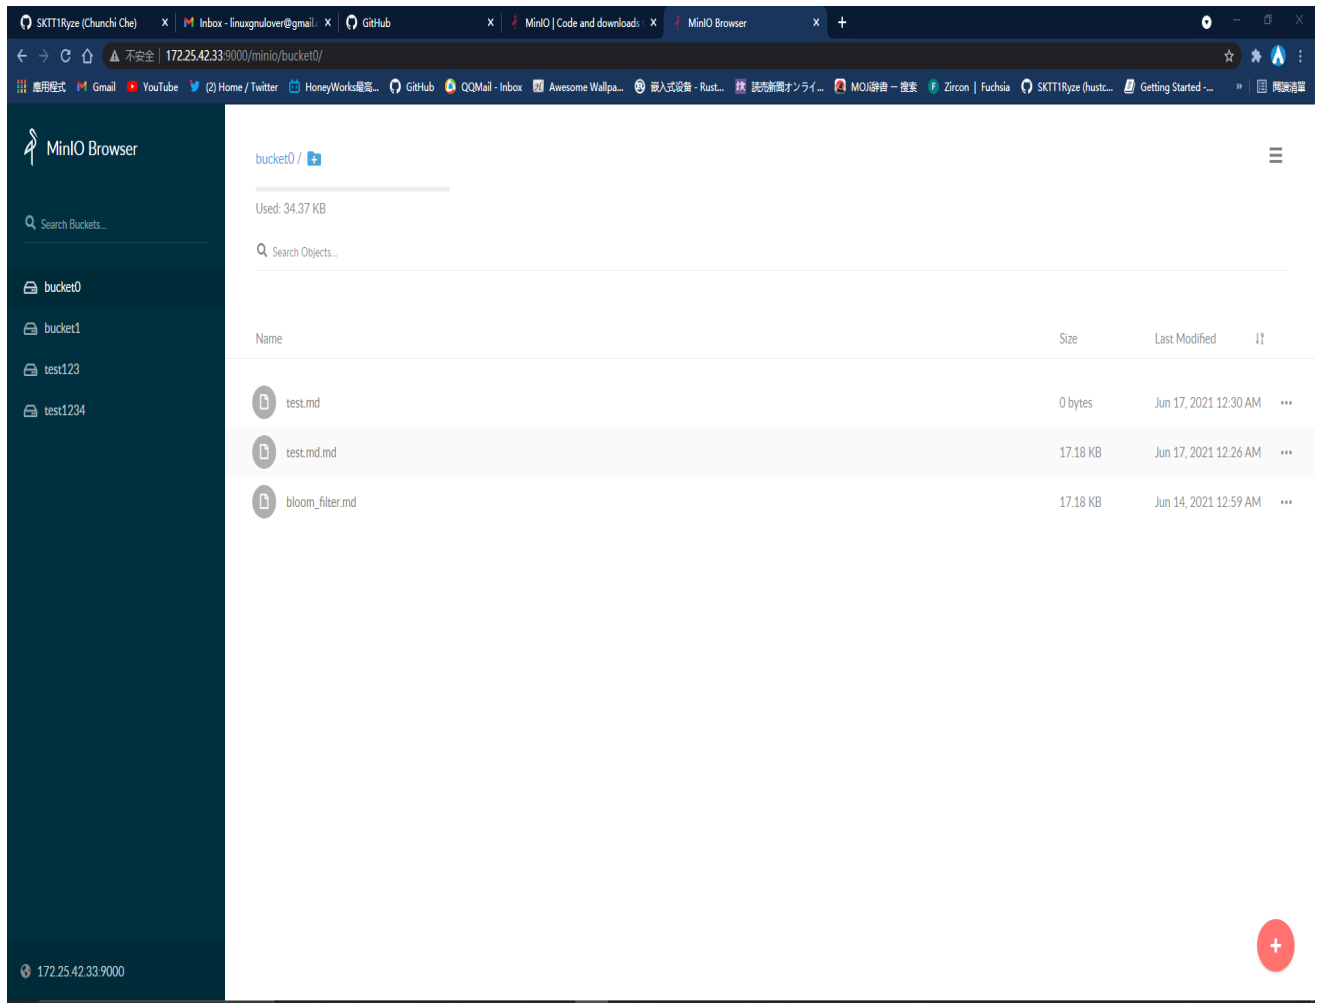 SKTT1Ryze (Chunchi Che) Inbox - linuxgnulover@gmail.c GitHub MinIO | Code and downloads MinIO Browser
不安全 172.25.42.33:9000/minio/bucket0/
應用程式 Gmail YouTube (2) Home / Twitter HoneyWorks最高... GitHub QQMail - Inbox Awesome Wallpa... 嵌入式设备 - Rust... 読売新聞オンライ... MOJi辞書 – 搜索 Zircon | Fuchsia SKTT1Ryze (hustc... Getting Started -... » 閱讀清單
MinIO Browser
bucket0 /
Used: 34.37 KB
Search Buckets...
Search Objects...
bucket0
bucket1
test123
test1234
Name Size Last Modified
test.md 0 bytes Jun 17, 2021 12:30 AM
test.md.md 17.18 KB Jun 17, 2021 12:26 AM
bloom_filter.md 17.18 KB Jun 14, 2021 12:59 AM
172.25.42.33:9000